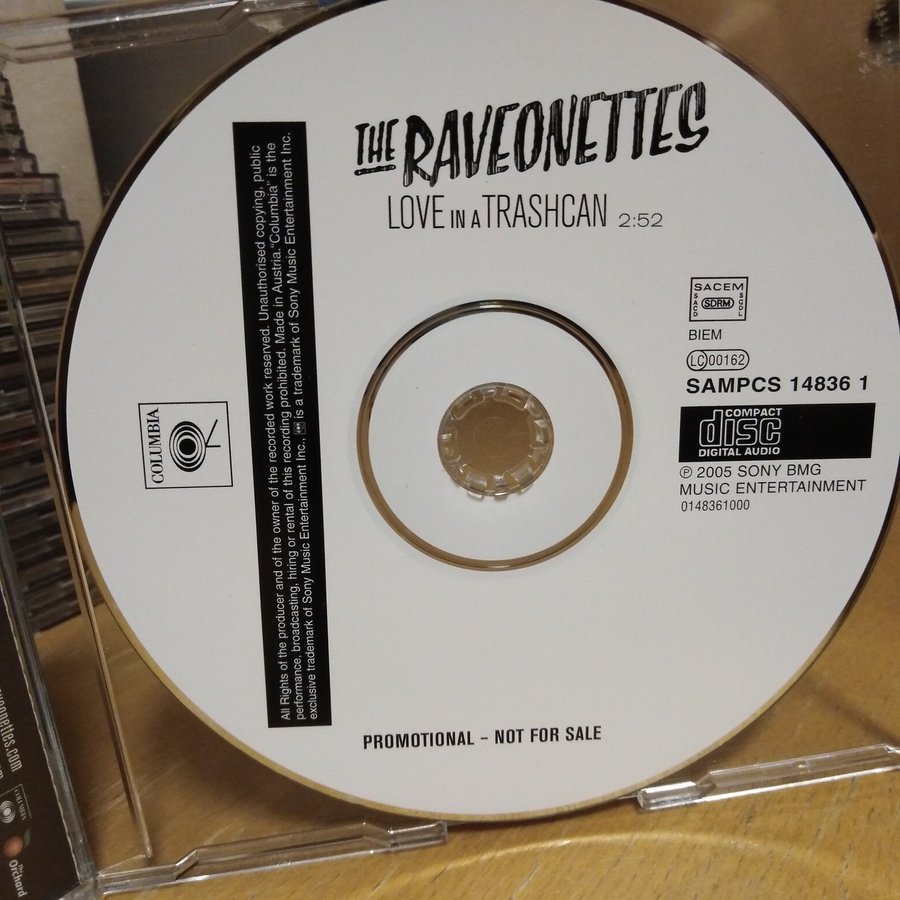 THE RAVEONETTES
LOVE IN A TRASHCAN 2:52
All Rights of the producer and of the owner of the recorded work reserved. Unauthorised copying, public
performance, broadcasting, hiring or rental of this recording prohibited. Made in Austria. "Columbia" is the
exclusive trademark of Sony Music Entertainment Inc., is a trademark of Sony Music Entertainment Inc.
COLUMBIA
SACEM
SACD SDRM SGDL
BIEM
LC 00162
SAMPCS 14836 1
COMPACT
disc
DIGITAL AUDIO
℗ 2005 SONY BMG
MUSIC ENTERTAINMENT
0148361000
PROMOTIONAL – NOT FOR SALE
the orchard